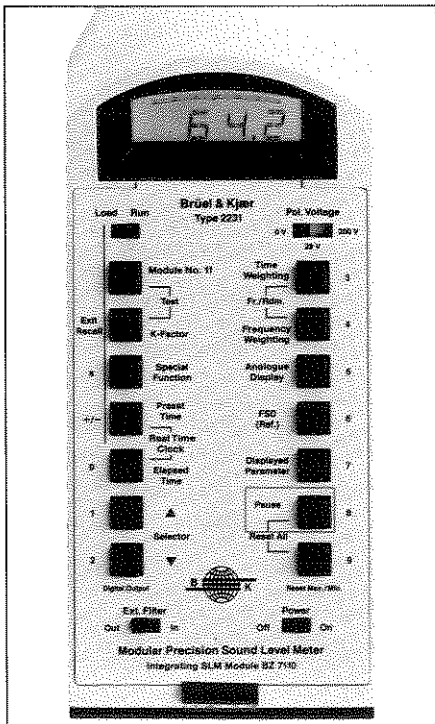 64.2
Brüel & Kjær
Type 2231
Load Run
Pol. Voltage
0 V 200 V
28 V
Module No. 11
Time
Weighting
3
Test
Fr./Rdm.
Exit
Recall
K-Factor
Frequency
Weighting
4
Special
Function
Analogue
Display
5
+/-
Preset
Time
FSD
(Ref.)
6
Real Time
Clock
0
Elapsed
Time
Displayed
Parameter
7
1
▲
Pause
8
Selector
Reset All
2
▼
9
Digital Output
B K
Reset Max./Min.
Ext. Filter
Power
Out In
Off On
Modular Precision Sound Level Meter
Integrating SLM Module BZ 7110